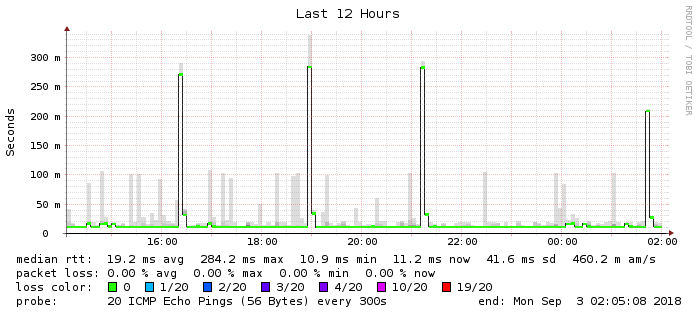 Last 12 Hours
RRDTOOL / TOBI OETIKER
Seconds
300 m
250 m
200 m
150 m
100 m
50 m
0
16:00 18:00 20:00 22:00 00:00 02:00
median rtt: 19.2 ms avg 284.2 ms max 10.9 ms min 11.2 ms now 41.6 ms sd 460.2 m am/s
packet loss: 0.00 % avg 0.00 % max 0.00 % min 0.00 % now
loss color: 0 1/20 2/20 3/20 4/20 10/20 19/20
probe: 20 ICMP Echo Pings (56 Bytes) every 300s end: Mon Sep 3 02:05:08 2018